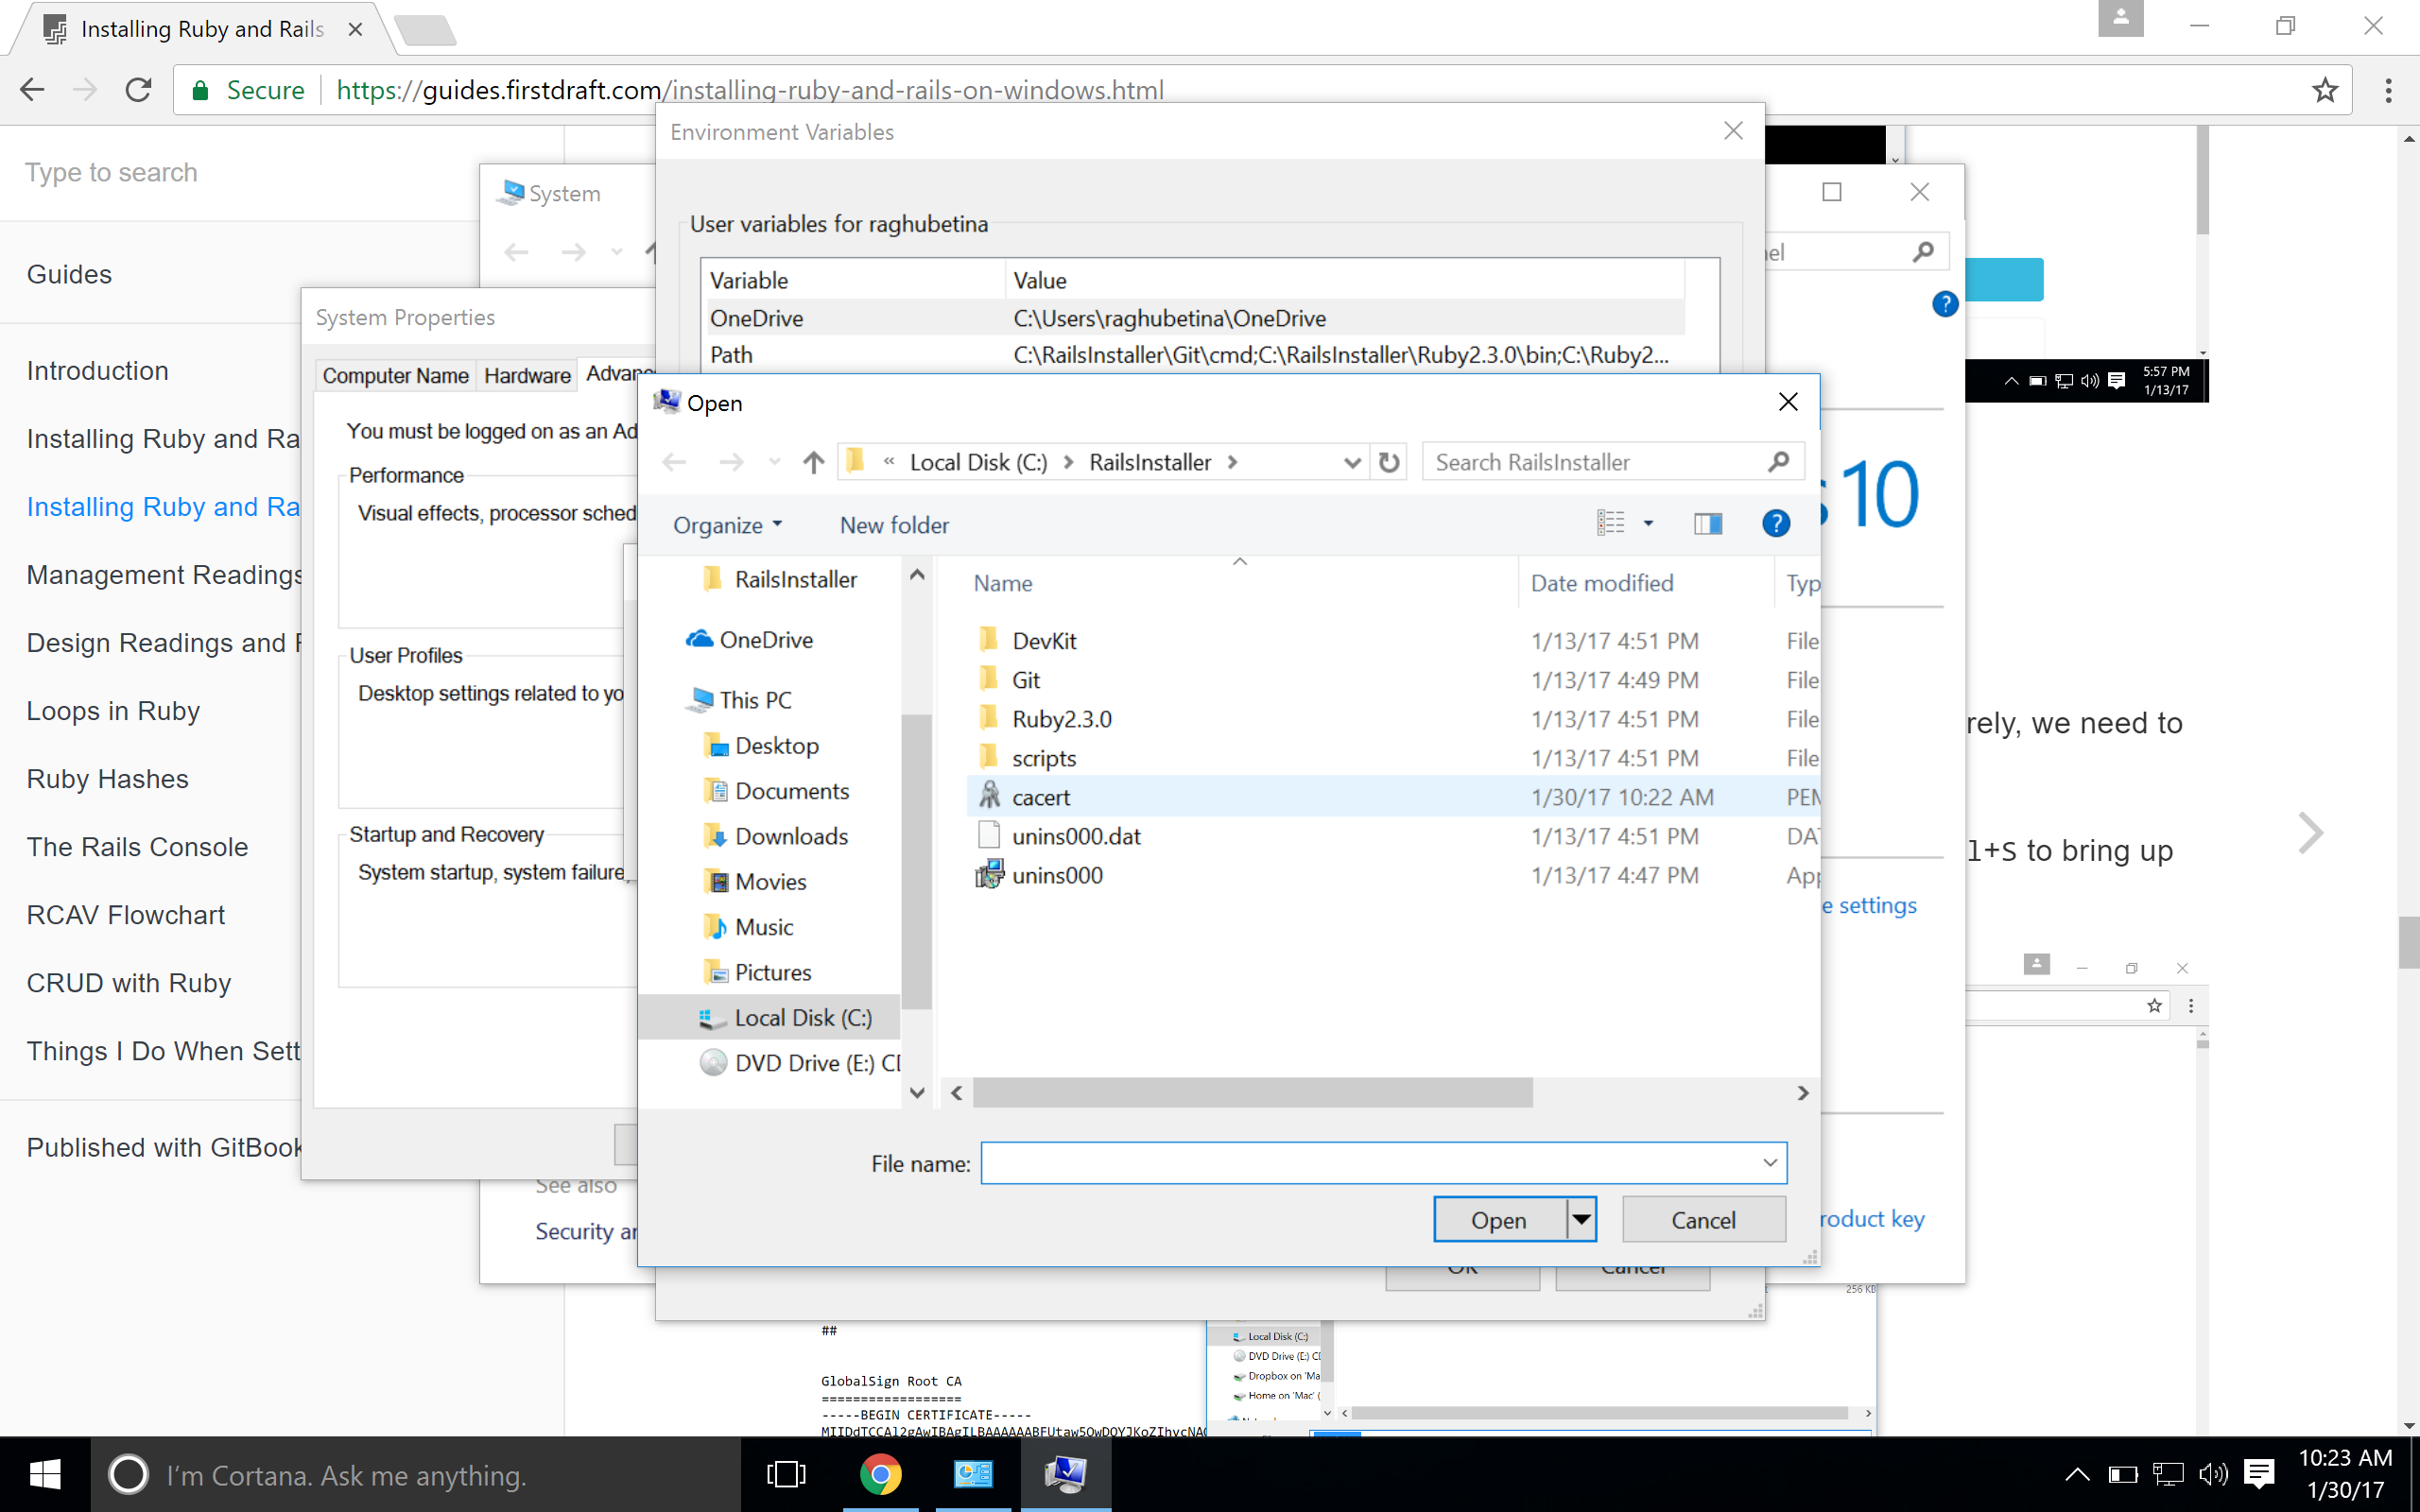 Installing Ruby and Rails
Secure
https://guides.firstdraft.com/installing-ruby-and-rails-on-windows.html
Type to search
Guides
Introduction
Installing Ruby and Ra
Installing Ruby and Ra
Management Readings
Design Readings and F
Loops in Ruby
Ruby Hashes
The Rails Console
RCAV Flowchart
CRUD with Ruby
Things I Do When Sett
Published with GitBook
System
See also
Security an
System Properties
Computer Name
Hardware
Advanc
You must be logged on as an Ad
Performance
Visual effects, processor sched
User Profiles
Desktop settings related to yo
Startup and Recovery
System startup, system failure,
Environment Variables
User variables for raghubetina
Variable Value
OneDrive C:\Users\raghubetina\OneDrive
Path C:\RailsInstaller\Git\cmd;C:\RailsInstaller\Ruby2.3.0\bin;C:\Ruby2...
Open
« Local Disk (C:) > RailsInstaller >
Search RailsInstaller
Organize
New folder
RailsInstaller
OneDrive
This PC
Desktop
Documents
Downloads
Movies
Music
Pictures
Local Disk (C:)
DVD Drive (E:) CD
Name Date modified Typ
DevKit 1/13/17 4:51 PM File
Git 1/13/17 4:49 PM File
Ruby2.3.0 1/13/17 4:51 PM File
scripts 1/13/17 4:51 PM File
cacert 1/30/17 10:22 AM PEM
unins000.dat 1/13/17 4:51 PM DAT
unins000 1/13/17 4:47 PM App
File name:
Open
Cancel
OK
Cancel
nel
s 10
e settings
roduct key
5:57 PM
1/13/17
rely, we need to
l+S to bring up
256 KB
##
GlobalSign Root CA
==================
-----BEGIN CERTIFICATE-----
Local Disk (C:)
DVD Drive (E:) CD
Dropbox on 'Ma
Home on 'Mac' (
I'm Cortana. Ask me anything.
10:23 AM
1/30/17